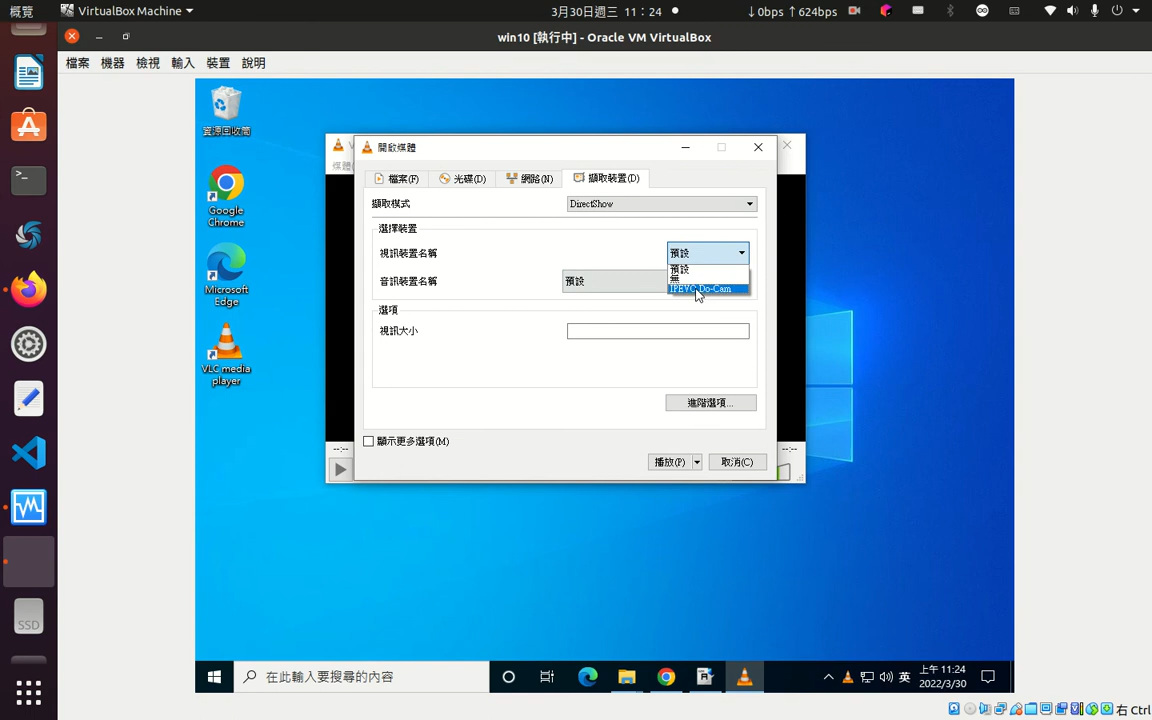 概覽
VirtualBox Machine
3月30日週三 11：24
↓0bps ↑624bps
win10 [執行中] - Oracle VM VirtualBox
檔案 機器 檢視 輸入 裝置 說明
資源回收筒
Google Chrome
Microsoft Edge
VLC media player
開啟媒體
檔案(F) 光碟(D) 網路(N) 擷取裝置(D)
擷取模式 DirectShow
選擇裝置
視訊裝置名稱 預設
預設
無
IPEVO Do-Cam
音訊裝置名稱 預設
選項
視訊大小
進階選項...
顯示更多選項(M)
--:-- --:--
播放(P) 取消(C)
在此輸入要搜尋的內容
英
上午 11:24
2022/3/30
SSD
右 Ctrl